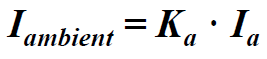 I_ambient = K_a · I_a